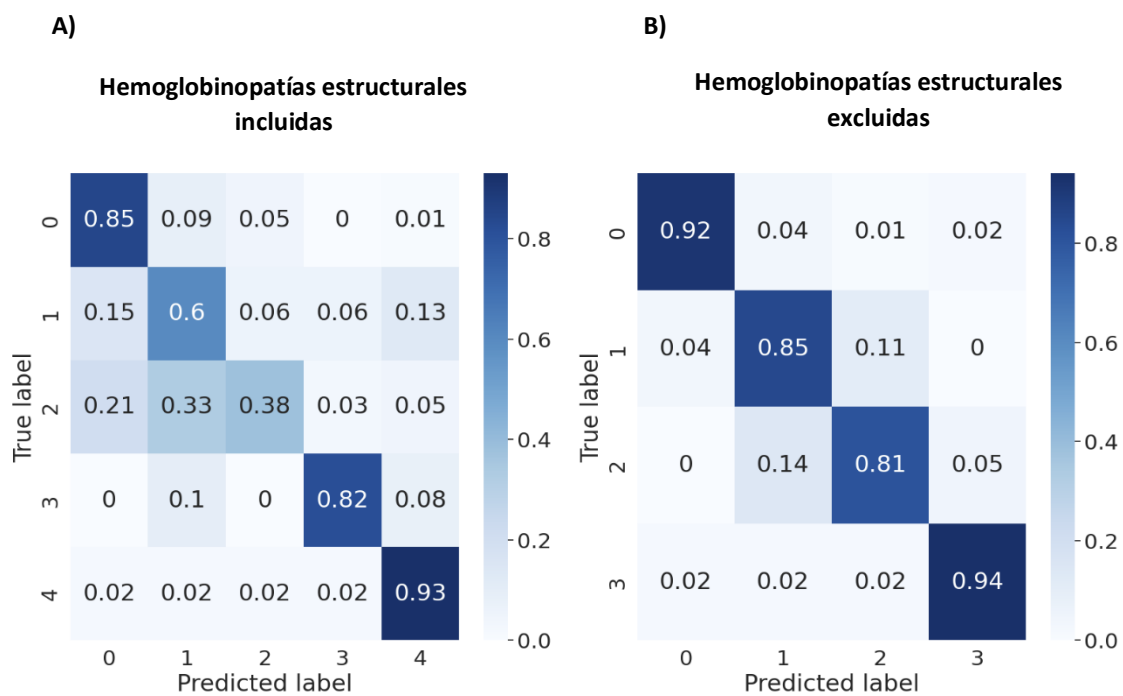 A)
Hemoglobinopatías estructurales
incluidas
0 0.85 0.09 0.05 0 0.01
1 0.15 0.6 0.06 0.06 0.13
2 0.21 0.33 0.38 0.03 0.05
3 0 0.1 0 0.82 0.08
4 0.02 0.02 0.02 0.02 0.93
0 1 2 3 4
True label
Predicted label
0.8
0.6
0.4
0.2
0.0
B)
Hemoglobinopatías estructurales
excluidas
0 0.92 0.04 0.01 0.02
1 0.04 0.85 0.11 0
2 0 0.14 0.81 0.05
3 0.02 0.02 0.02 0.94
0 1 2 3
True label
Predicted label
0.8
0.6
0.4
0.2
0.0